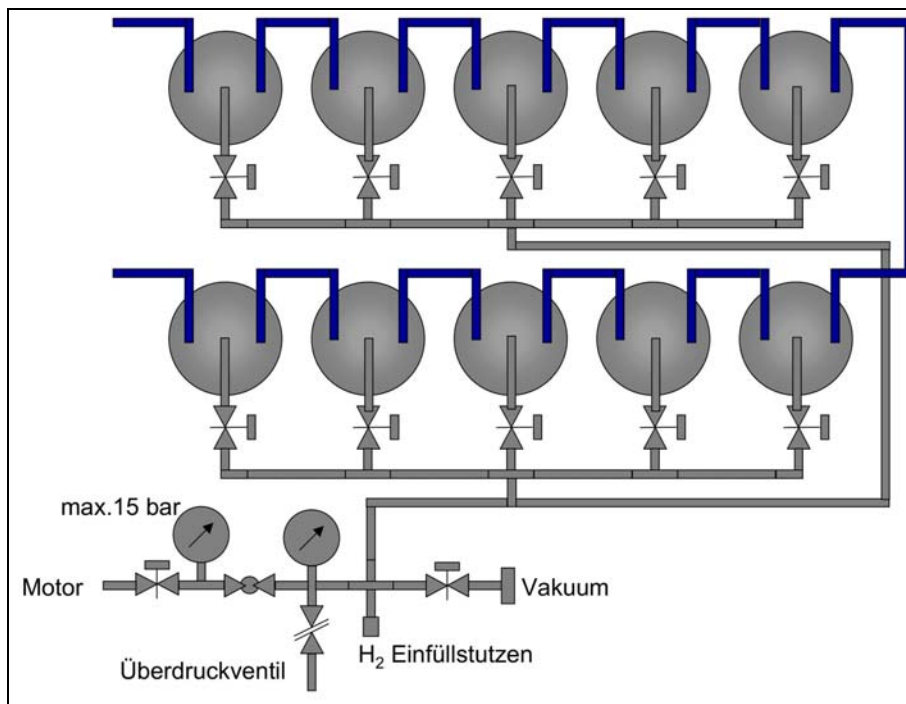 max.15 bar
Motor
Vakuum
H₂ Einfüllstutzen
Überdruckventil